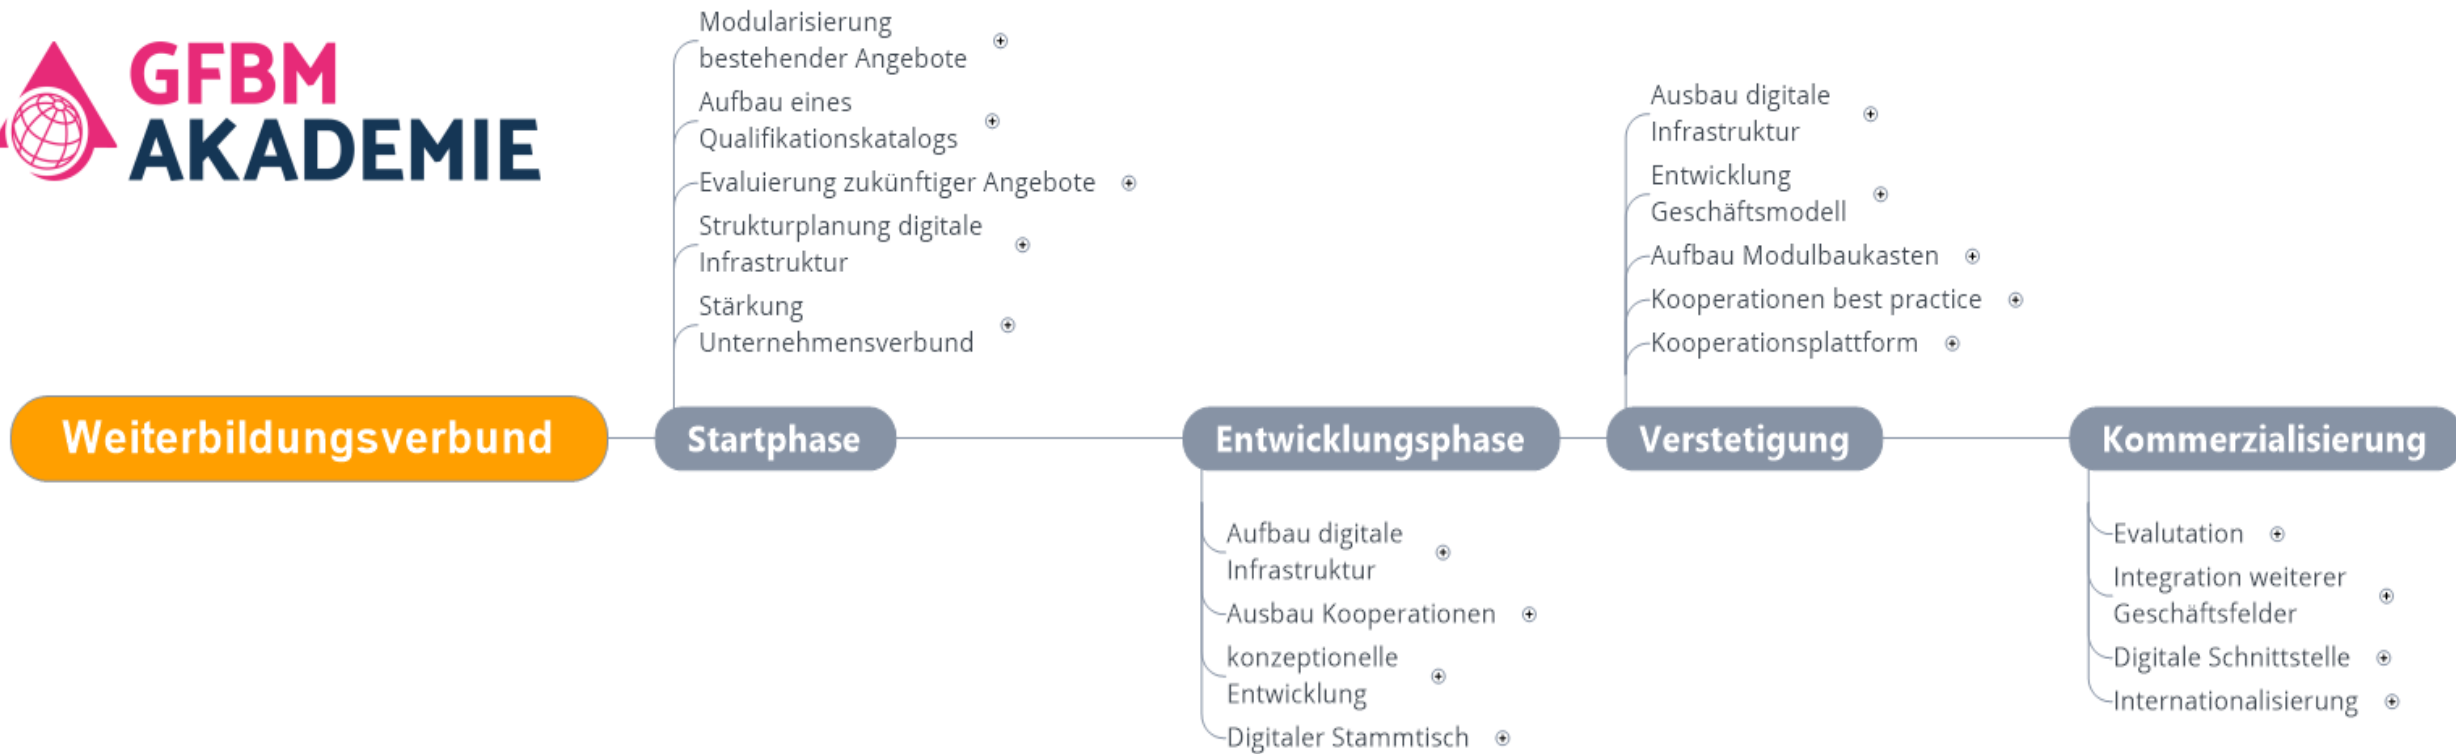 GFBM
AKADEMIE
Weiterbildungsverbund
Startphase
Modularisierung
bestehender Angebote
Aufbau eines
Qualifikationskatalogs
Evaluierung zukünftiger Angebote
Strukturplanung digitale
Infrastruktur
Stärkung
Unternehmensverbund
Entwicklungsphase
Aufbau digitale
Infrastruktur
Ausbau Kooperationen
konzeptionelle
Entwicklung
Digitaler Stammtisch
Verstetigung
Ausbau digitale
Infrastruktur
Entwicklung
Geschäftsmodell
Aufbau Modulbaukasten
Kooperationen best practice
Kooperationsplattform
Kommerzialisierung
Evalutation
Integration weiterer
Geschäftsfelder
Digitale Schnittstelle
Internationalisierung